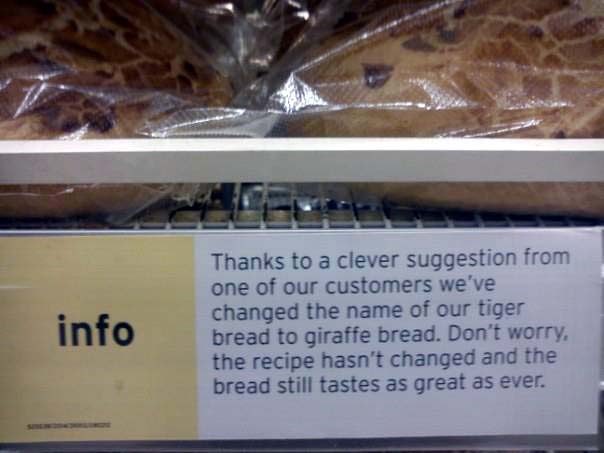 info
Thanks to a clever suggestion from
one of our customers we've
changed the name of our tiger
bread to giraffe bread. Don't worry,
the recipe hasn't changed and the
bread still tastes as great as ever.